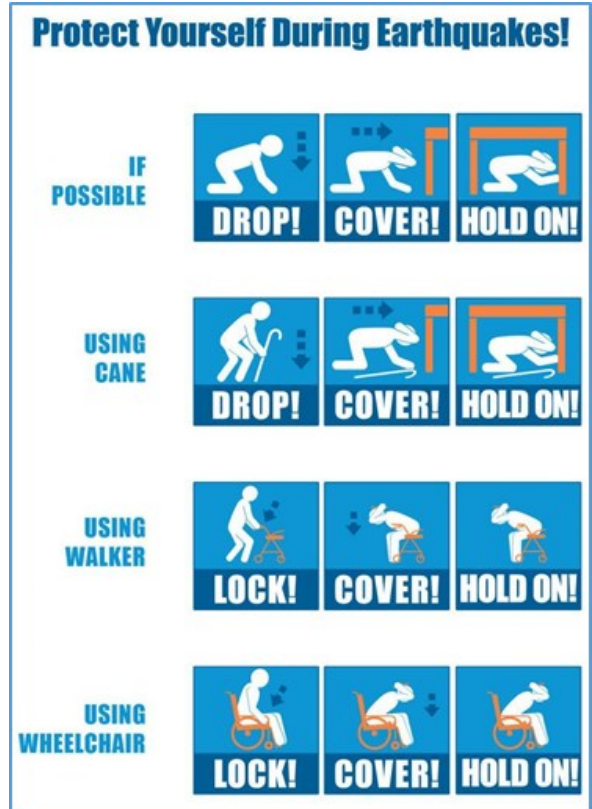 Protect Yourself During Earthquakes!
IF
POSSIBLE
DROP!
COVER!
HOLD ON!
USING
CANE
DROP!
COVER!
HOLD ON!
USING
WALKER
LOCK!
COVER!
HOLD ON!
USING
WHEELCHAIR
LOCK!
COVER!
HOLD ON!